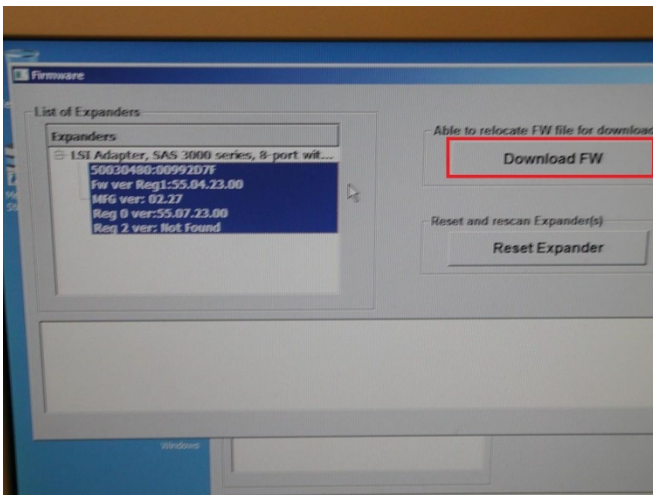 Firmware
List of Expanders
Expanders
LSI Adapter, SAS 3000 series, 8-port wit...
50030480:00992D7F
Fw ver Reg1:55.04.23.00
MFG ver: 02.27
Reg 0 ver:55.07.23.00
Reg 2 ver: Not Found
Able to relocate FW file for download
Download FW
Reset and rescan Expander(s)
Reset Expander
Windows